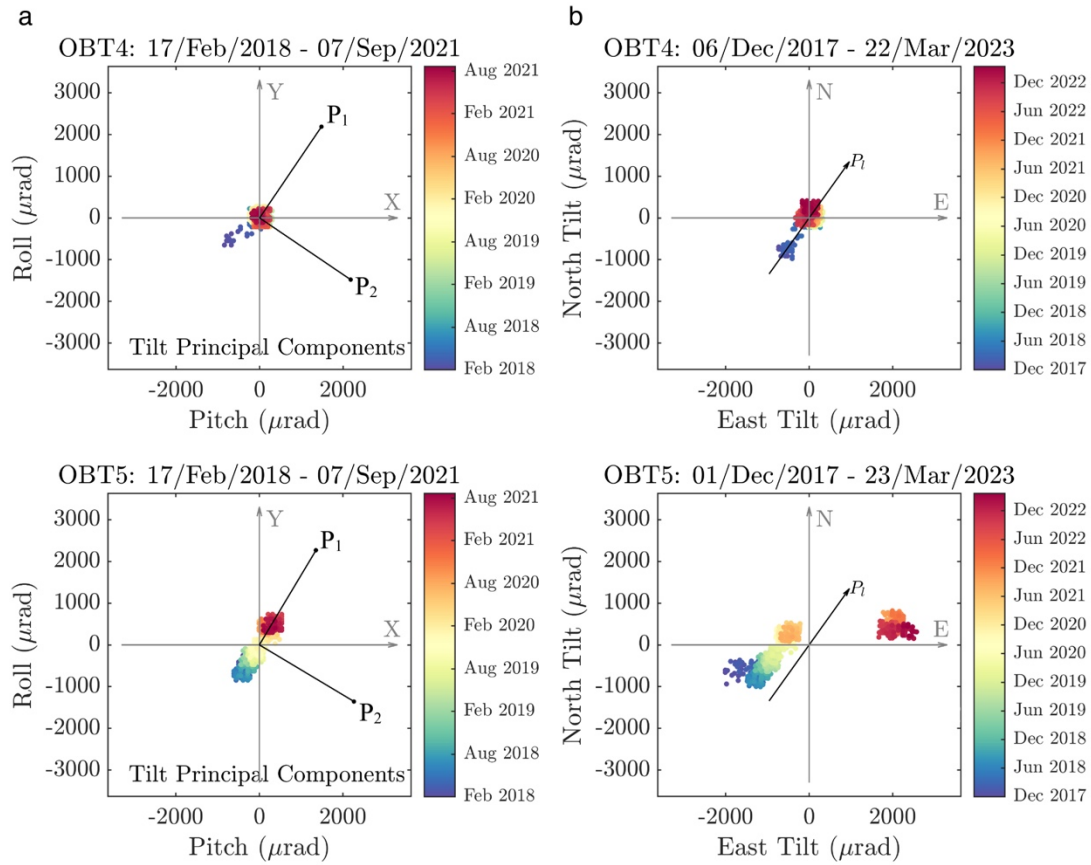 a
OBT4: 17/Feb/2018 - 07/Sep/2021
Roll (μrad)
3000
2000
1000
0
-1000
-2000
-3000
Y
X
P1
P2
Tilt Principal Components
-2000 0 2000
Pitch (μrad)
Aug 2021
Feb 2021
Aug 2020
Feb 2020
Aug 2019
Feb 2019
Aug 2018
Feb 2018
b
OBT4: 06/Dec/2017 - 22/Mar/2023
North Tilt (μrad)
3000
2000
1000
0
-1000
-2000
-3000
N
E
Pl
-2000 0 2000
East Tilt (μrad)
Dec 2022
Jun 2022
Dec 2021
Jun 2021
Dec 2020
Jun 2020
Dec 2019
Jun 2019
Dec 2018
Jun 2018
Dec 2017
OBT5: 17/Feb/2018 - 07/Sep/2021
Roll (μrad)
3000
2000
1000
0
-1000
-2000
-3000
Y
X
P1
P2
Tilt Principal Components
-2000 0 2000
Pitch (μrad)
Aug 2021
Feb 2021
Aug 2020
Feb 2020
Aug 2019
Feb 2019
Aug 2018
Feb 2018
OBT5: 01/Dec/2017 - 23/Mar/2023
North Tilt (μrad)
3000
2000
1000
0
-1000
-2000
-3000
N
E
Pl
-2000 0 2000
East Tilt (μrad)
Dec 2022
Jun 2022
Dec 2021
Jun 2021
Dec 2020
Jun 2020
Dec 2019
Jun 2019
Dec 2018
Jun 2018
Dec 2017